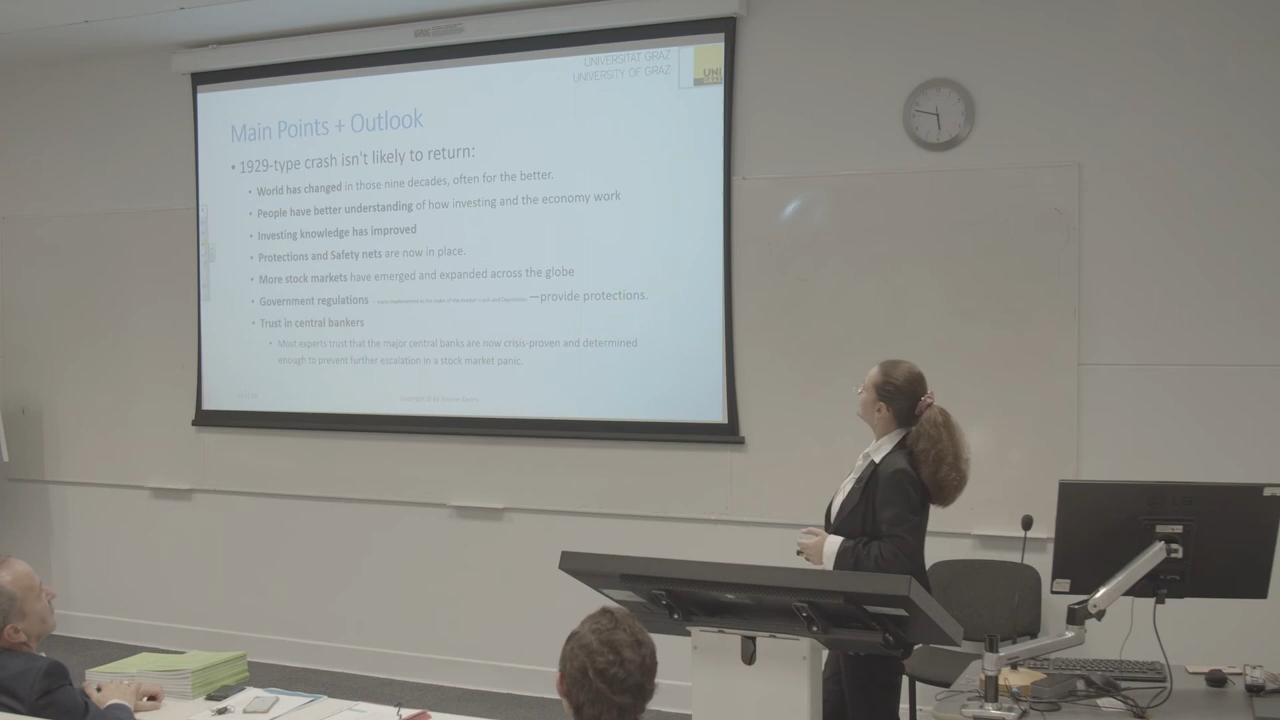 UNIVERSITÄT GRAZ
UNIVERSITY OF GRAZ
UNI
GRAZ
Main Points + Outlook
• 1929-type crash isn't likely to return:
• World has changed in those nine decades, often for the better.
• People have better understanding of how investing and the economy work
• Investing knowledge has improved
• Protections and Safety nets are now in place.
• More stock markets have emerged and expanded across the globe
• Government regulations —provide protections.
• Trust in central bankers
• Most experts trust that the major central banks are now crisis-proven and determined
enough to prevent further escalation in a stock market panic.